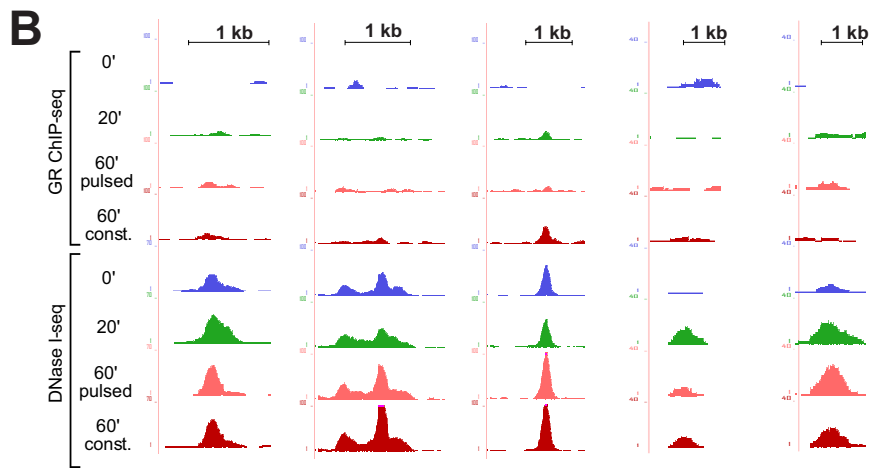 B
1 kb 1 kb 1 kb 1 kb 1 kb
GR ChIP-seq
0'
20'
60'
pulsed
60'
const.
DNase I-seq
0'
20'
60'
pulsed
60'
const.